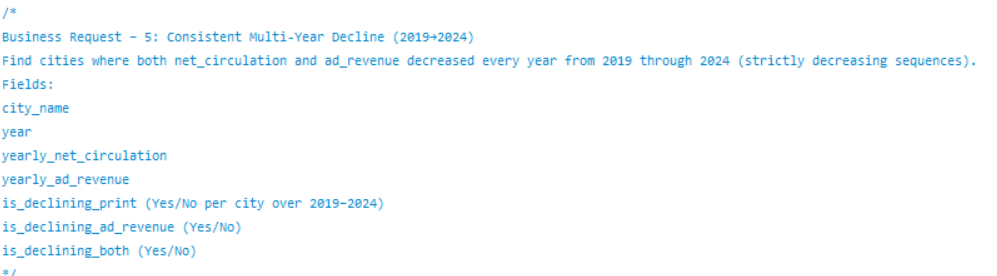 /*
Business Request – 5: Consistent Multi-Year Decline (2019→2024)
Find cities where both net_circulation and ad_revenue decreased every year from 2019 through 2024 (strictly decreasing sequences).
Fields:
city_name
year
yearly_net_circulation
yearly_ad_revenue
is_declining_print (Yes/No per city over 2019–2024)
is_declining_ad_revenue (Yes/No)
is_declining_both (Yes/No)
*/